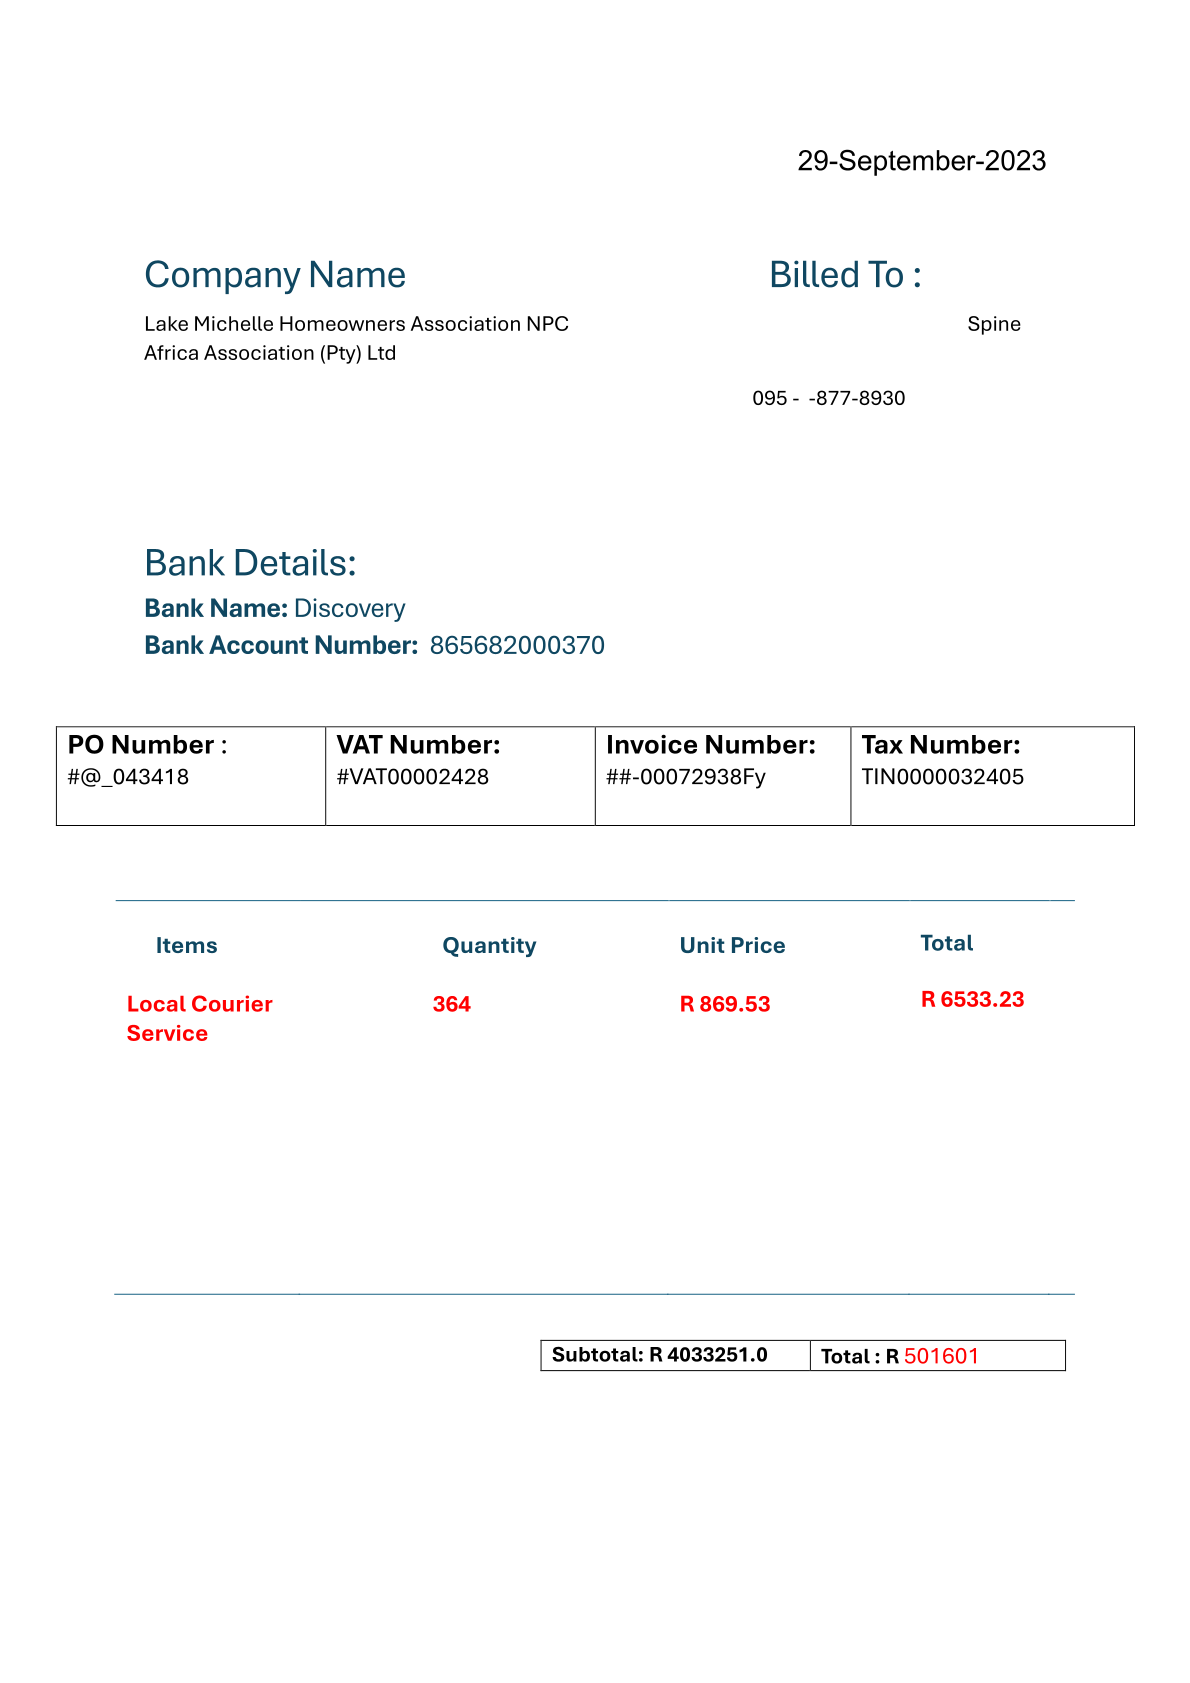 29-September-2023
Company Name
Billed To :
Lake Michelle Homeowners Association NPC
Spine
Africa Association (Pty) Ltd
095 -  -877-8930
Bank Details:
Bank Name: Discovery
Bank Account Number:  865682000370
PO Number : VAT Number: Invoice Number: Tax Number:
#@_043418 #VAT00002428 ##-00072938Fy TIN0000032405
Items Quantity Unit Price Total
Local Courier 364 R 869.53 R 6533.23
Service
Subtotal: R 4033251.0 Total : R 501601